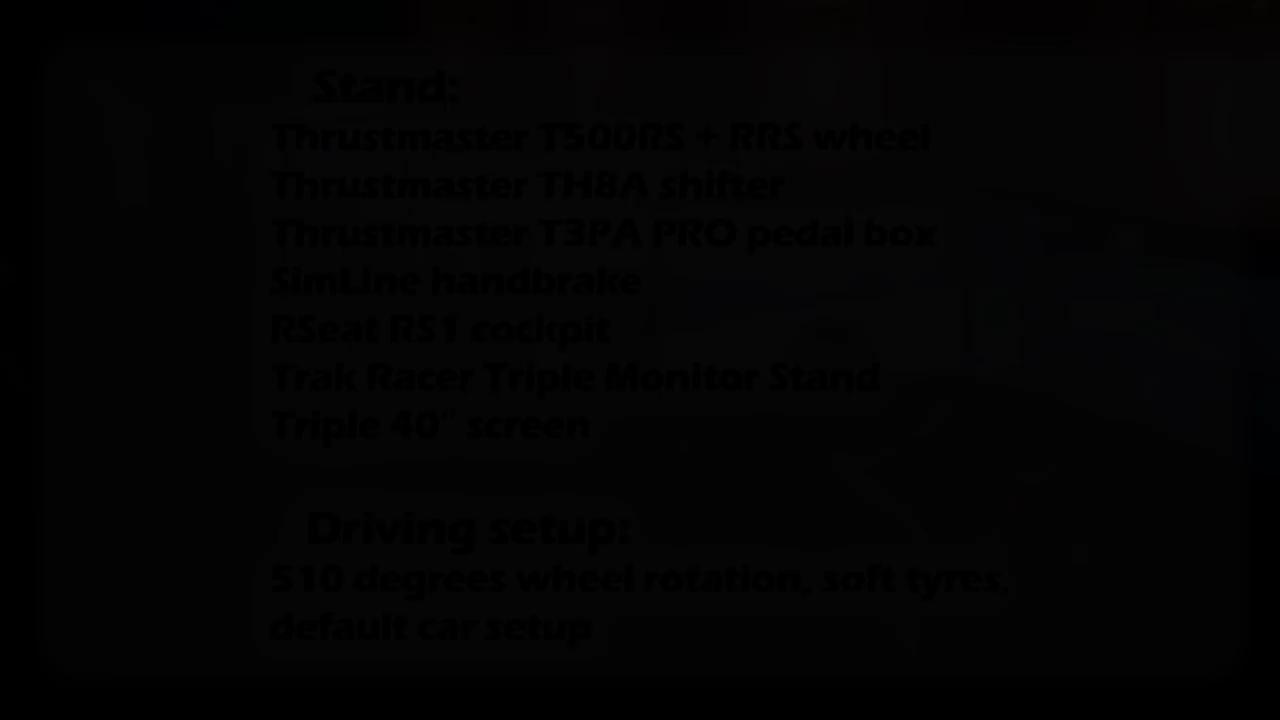 Stand:
Thrustmaster T500RS + RRS wheel
Thrustmaster TH8A shifter
Thrustmaster T3PA PRO pedal box
SimLine handbrake
RSeat RS1 cockpit
Trak Racer Triple Monitor Stand
Triple 40" screen
Driving setup:
510 degrees wheel rotation, soft tyres,
default car setup